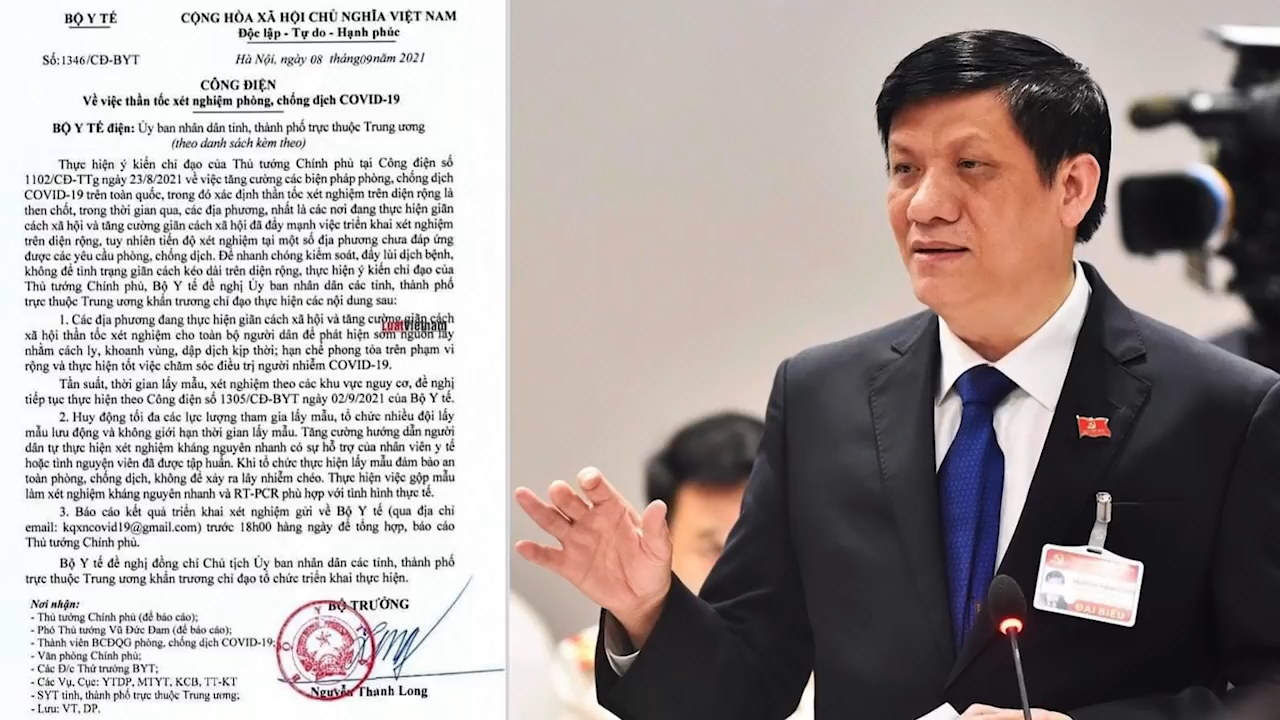 BỘ Y TẾ
CỘNG HÒA XÃ HỘI CHỦ NGHĨA VIỆT NAM
Độc lập - Tự do - Hạnh phúc
Số:1346/CĐ-BYT
Hà Nội, ngày 08 tháng09năm 2021
CÔNG ĐIỆN
Về việc thần tốc xét nghiệm phòng, chống dịch COVID-19
BỘ Y TẾ điện: Ủy ban nhân dân tỉnh, thành phố trực thuộc Trung ương
(theo danh sách kèm theo)
Thực hiện ý kiến chỉ đạo của Thủ tướng Chính phủ tại Công điện số
1102/CĐ-TTg ngày 23/8/2021 về việc tăng cường các biện pháp phòng, chống dịch
COVID-19 trên toàn quốc, trong đó xác định thần tốc xét nghiệm trên diện rộng là
then chốt, trong thời gian qua, các địa phương, nhất là các nơi đang thực hiện giãn
cách xã hội và tăng cường giãn cách xã hội đã đẩy mạnh việc triển khai xét nghiệm
trên diện rộng, tuy nhiên tiến độ xét nghiệm tại một số địa phương chưa đáp ứng
được các yêu cầu phòng, chống dịch. Để nhanh chóng kiểm soát, đẩy lùi dịch bệnh,
không để tình trạng giãn cách kéo dài trên diện rộng, thực hiện ý kiến chỉ đạo của
Thủ tướng Chính phủ, Bộ Y tế đề nghị Ủy ban nhân dân các tỉnh, thành phố
trực thuộc Trung ương khẩn trương chỉ đạo thực hiện các nội dung sau:
1. Các địa phương đang thực hiện giãn cách xã hội và tăng cường giãn cách
LuatVietnam
xã hội thần tốc xét nghiệm cho toàn bộ người dân để phát hiện sớm nguồn lây
nhằm cách ly, khoanh vùng, dập dịch kịp thời; hạn chế phong tỏa trên phạm vi
rộng và thực hiện tốt việc chăm sóc điều trị người nhiễm COVID-19.
Tần suất, thời gian lấy mẫu, xét nghiệm theo các khu vực nguy cơ, đề nghị
tiếp tục thực hiện theo Công điện số 1305/CĐ-BYT ngày 02/9/2021 của Bộ Y tế.
2. Huy động tối đa các lực lượng tham gia lấy mẫu, tổ chức nhiều đội lấy
mẫu lưu động và không giới hạn thời gian lấy mẫu. Tăng cường hướng dẫn người
dân tự thực hiện xét nghiệm kháng nguyên nhanh có sự hỗ trợ của nhân viên y tế
hoặc tình nguyện viên đã được tập huấn. Khi tổ chức thực hiện lấy mẫu đảm bảo an
toàn phòng, chống dịch, không để xảy ra lây nhiễm chéo. Thực hiện việc gộp mẫu
làm xét nghiệm kháng nguyên nhanh và RT-PCR phù hợp với tình hình thực tế.
3. Báo cáo kết quả triển khai xét nghiệm gửi về Bộ Y tế (qua địa chỉ
email: kqxncovid19@gmail.com) trước 18h00 hàng ngày để tổng hợp, báo cáo
Thủ tướng Chính phủ.
Bộ Y tế đề nghị đồng chí Chủ tịch Ủy ban nhân dân các tỉnh, thành phố
trực thuộc Trung ương khẩn trương chỉ đạo tổ chức triển khai thực hiện.
Nơi nhận:
- Thủ tướng Chính phủ (để báo cáo);
- Phó Thủ tướng Vũ Đức Đam (để báo cáo);
- Thành viên BCĐQG phòng, chống dịch COVID-19;
- Văn phòng Chính phủ;
- Các Đ/c Thứ trưởng BYT;
- Các Vụ, Cục: YTDP, MTYT, KCB, TT-KT
- SYT tỉnh, thành phố trực thuộc Trung ương;
- Lưu: VT, DP.
BỘ TRƯỞNG
Nguyễn Thanh Long
ĐẠI BIỂU